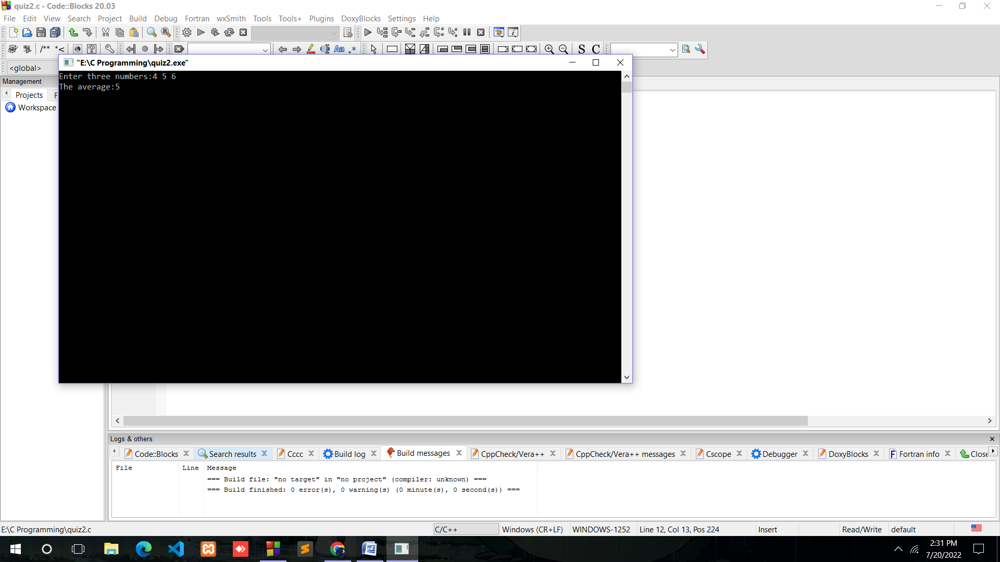 quiz2.c - Code::Blocks 20.03
File Edit View Search Project Build Debug Fortran wxSmith Tools Tools+ Plugins DoxyBlocks Settings Help
/** *< Aa .* S C
<global>
"E:\C Programming\quiz2.exe"
Enter three numbers:4 5 6
The average:5
Management
Projects F
Workspace
Logs & others
Code::Blocks Search results Cccc Build log Build messages CppCheck/Vera++ CppCheck/Vera++ messages Cscope Debugger DoxyBlocks Fortran info Close
File Line Message
=== Build file: "no target" in "no project" (compiler: unknown) ===
=== Build finished: 0 error(s), 0 warning(s) (0 minute(s), 0 second(s)) ===
E:\C Programming\quiz2.c C/C++ Windows (CR+LF) WINDOWS-1252 Line 12, Col 13, Pos 224 Insert Read/Write default
2:31 PM
7/20/2022